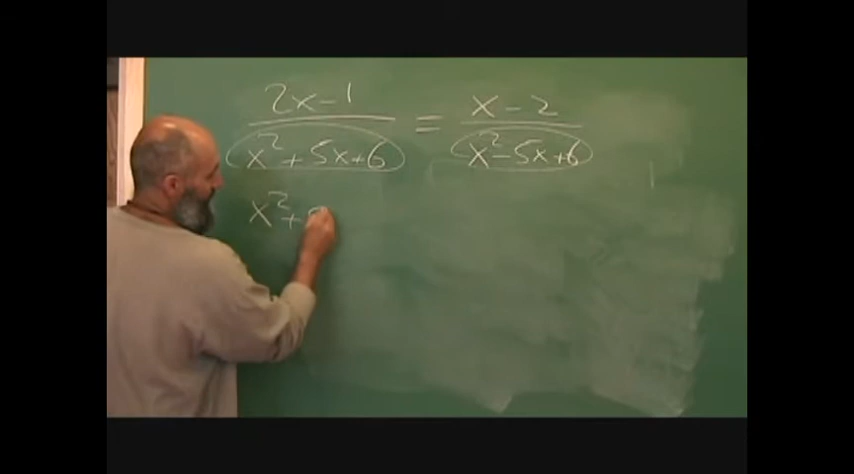 2x-1 = x-2
x²+5x+6 x²-5x+6
x²+